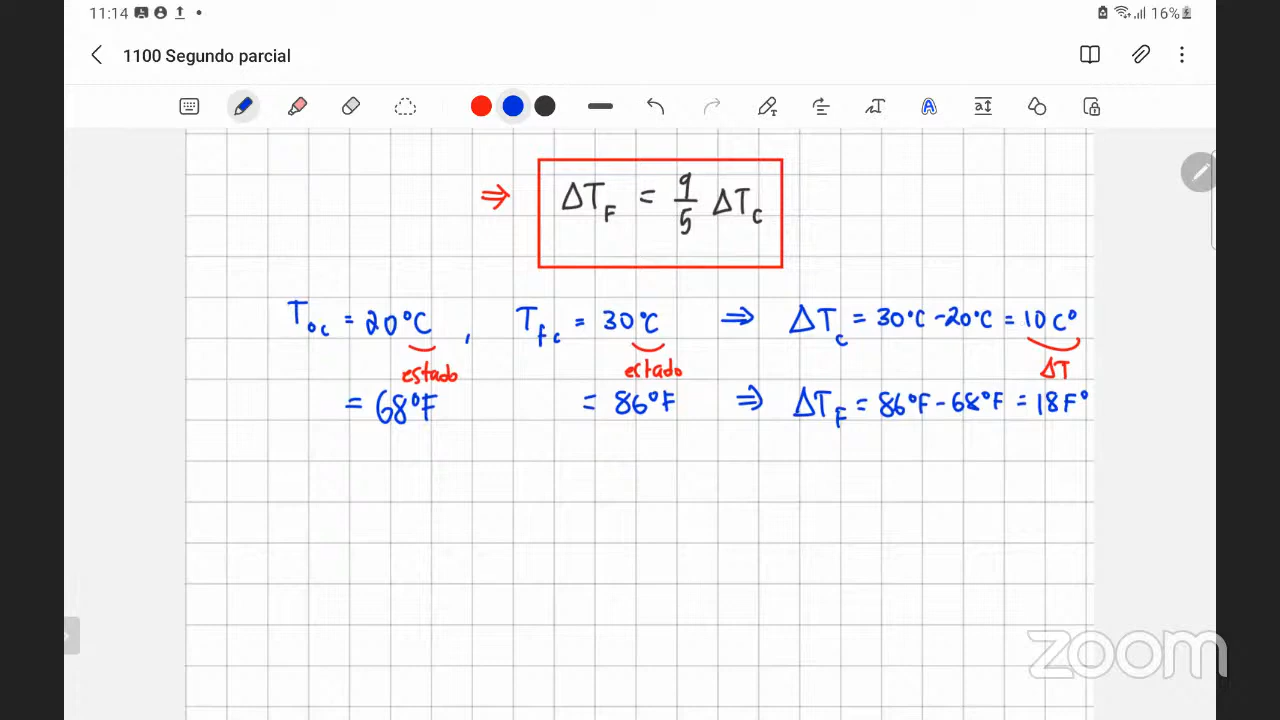 11:14 16%
1100 Segundo parcial
⇒ ΔT_F = 9/5 ΔT_C
T_oc = 20°C , T_fc = 30°C ⇒ ΔT_C = 30°C - 20°C = 10 C°
estado estado ΔT
= 68°F = 86°F ⇒ ΔT_F = 86°F - 68°F = 18F°
zoom